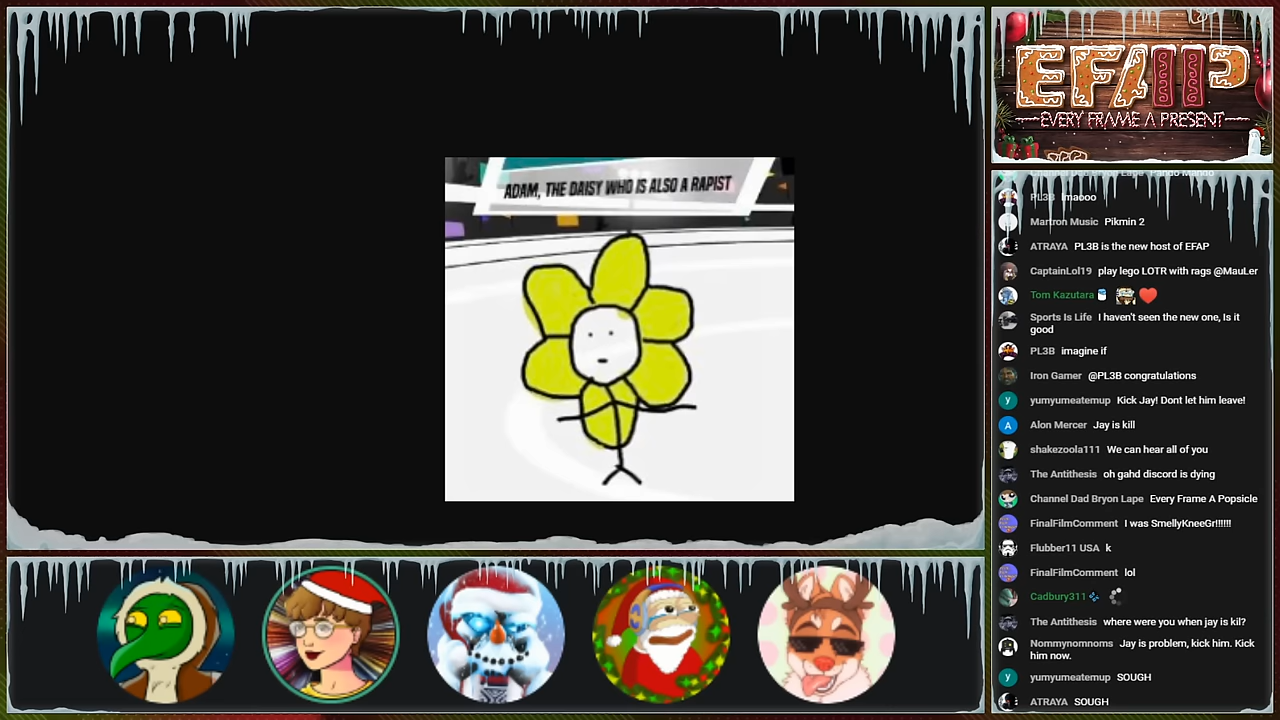 ADAM, THE DAISY WHO IS ALSO A RAPIST
EFAP
EVERY FRAME A PRESENT
PL3B lmaooo
Martron Music Pikmin 2
ATRAYA PL3B is the new host of EFAP
CaptainLol19 play lego LOTR with rags @MauLer
Tom Kazutara
Sports Is Life I haven't seen the new one, Is it
good
PL3B imagine if
Iron Gamer @PL3B congratulations
y yumyumeatemup Kick Jay! Dont let him leave!
A Alon Mercer Jay is kill
shakezoola111 We can hear all of you
The Antithesis oh gahd discord is dying
Channel Dad Bryon Lape Every Frame A Popsicle
FinalFilmComment I was SmellyKneeGr!!!!!!
Flubber11 USA k
FinalFilmComment lol
Cadbury311
The Antithesis where were you when jay is kil?
Nommynomnoms Jay is problem, kick him. Kick
him now.
y yumyumeatemup SOUGH
ATRAYA SOUGH